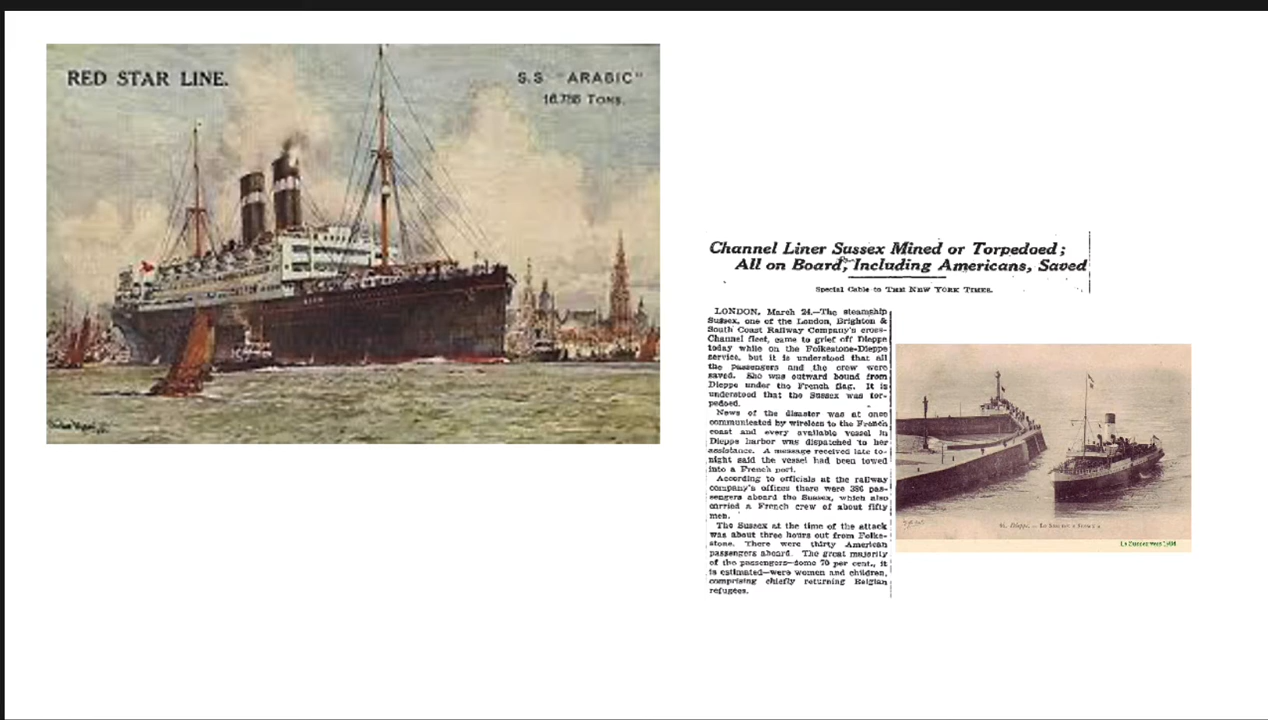 RED STAR LINE.
S.S "ARABIC"
Tons.
Channel Liner Sussex Mined or Torpedoed;
All on Board, Including Americans, Saved
Special Cable to THE NEW YORK TIMES.
LONDON, March 24.—The steamship
Sussex, one of the London, Brighton &
South Coast Railway Company's cross-
Channel fleet, came to grief off Dieppe
today while on the Folkestone-Dieppe
service, but it is understood that all
the passengers and the crew were
saved. She was outward bound from
Dieppe under the French flag. It is
understood that the Sussex was tor-
pedoed.
News of the disaster was at once
communicated by wireless to the French
coast and every available vessel in
Dieppe harbor was dispatched to her
assistance. A message received late to-
night said the vessel had been towed
into a French port.
According to officials at the railway
company's offices there were 386 pas-
sengers aboard the Sussex, which also
carried a French crew of about fifty
men.
The Sussex at the time of the attack
was about three hours out from Folke-
stone. There were thirty American
passengers aboard. The great majority
of the passengers—some 70 per cent., it
is estimated—were women and children,
comprising chiefly returning Belgian
refugees.
Dieppe.